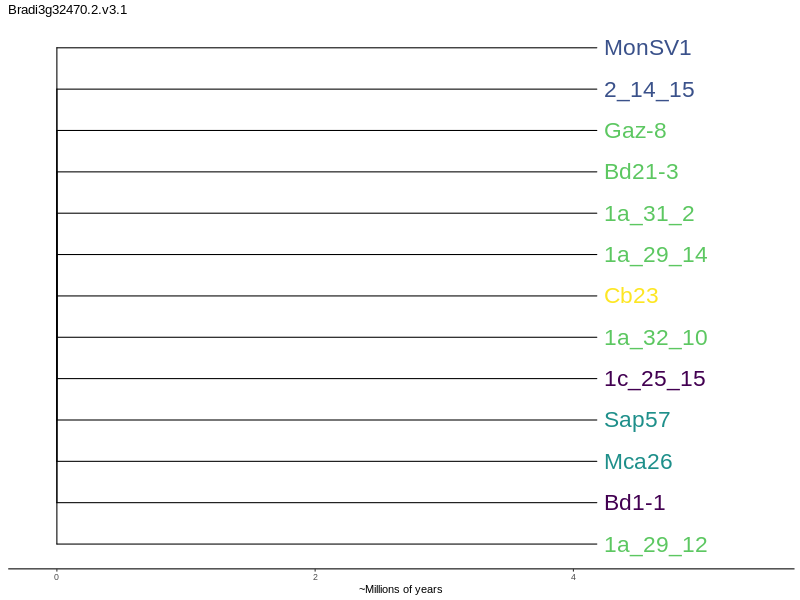 Bradi3g32470.2.v3.1
MonSV1
2_14_15
Gaz-8
Bd21-3
1a_31_2
1a_29_14
Cb23
1a_32_10
1c_25_15
Sap57
Mca26
Bd1-1
1a_29_12
0 2 4
~Millions of years